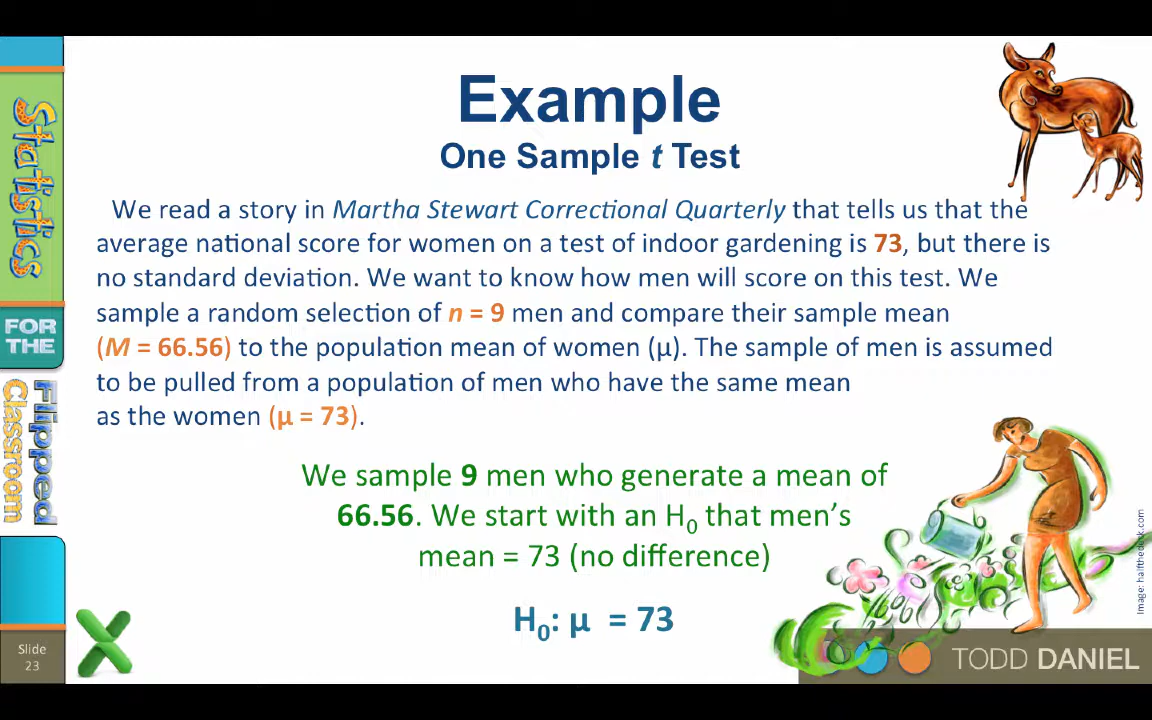 Example
One Sample t Test
We read a story in Martha Stewart Correctional Quarterly that tells us that the
average national score for women on a test of indoor gardening is 73, but there is
no standard deviation. We want to know how men will score on this test. We
sample a random selection of n = 9 men and compare their sample mean
(M = 66.56) to the population mean of women (μ). The sample of men is assumed
to be pulled from a population of men who have the same mean
as the women (μ = 73).
We sample 9 men who generate a mean of
66.56. We start with an H₀ that men’s
mean = 73 (no difference)
H₀: μ = 73
Statistics
FOR THE
Flipped
Classroom
Slide
23
TODD DANIEL